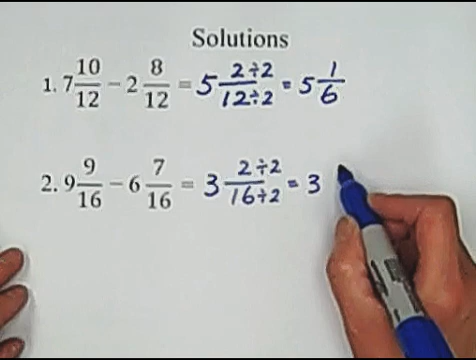 Solutions
1. 7 10/12 - 2 8/12 = 5 2÷2/12÷2 = 5 1/6
2. 9 9/16 - 6 7/16 = 3 2÷2/16÷2 = 3